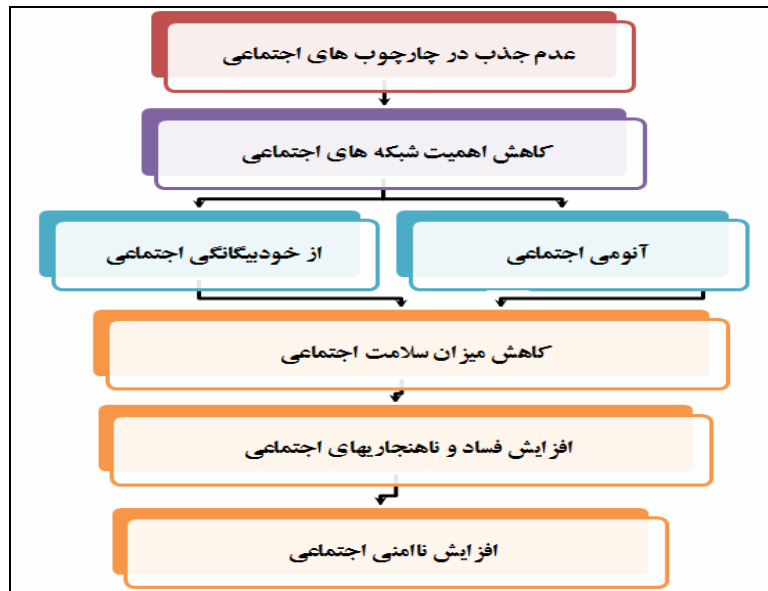 عدم جذب در چارچوب های اجتماعی
کاهش اهمیت شبکه های اجتماعی
آنومی اجتماعی
از خودبیگانگی اجتماعی
کاهش میزان سلامت اجتماعی
افزایش فساد و ناهنجاریهای اجتماعی
افزایش ناامنی اجتماعی